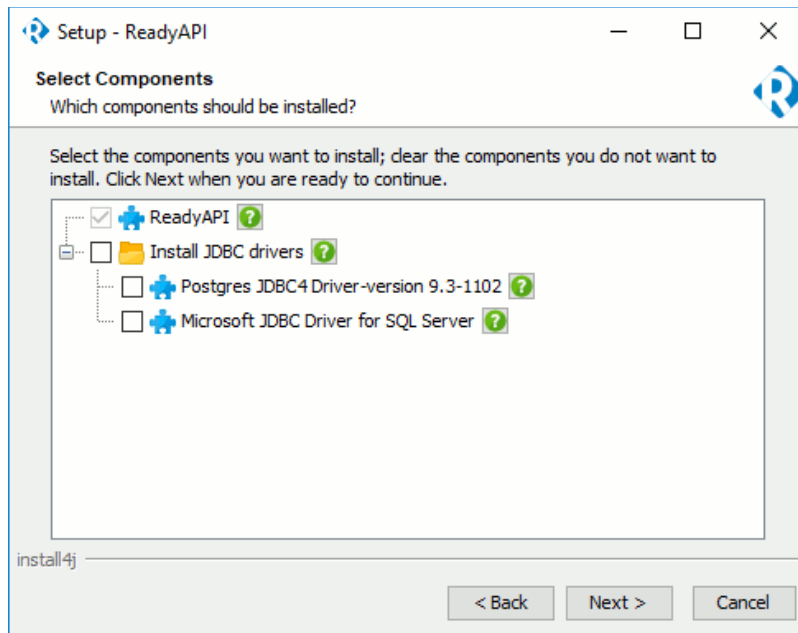 Setup - ReadyAPI
Select Components
Which components should be installed?
Select the components you want to install; clear the components you do not want to
install. Click Next when you are ready to continue.
ReadyAPI
Install JDBC drivers
Postgres JDBC4 Driver-version 9.3-1102
Microsoft JDBC Driver for SQL Server
install4j
< Back Next > Cancel